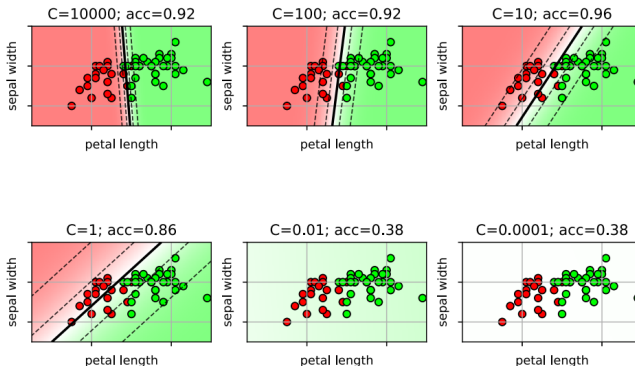 C=10000; acc=0.92
C=100; acc=0.92
C=10; acc=0.96
sepal width
sepal width
sepal width
petal length
petal length
petal length
C=1; acc=0.86
C=0.01; acc=0.38
C=0.0001; acc=0.38
sepal width
sepal width
sepal width
petal length
petal length
petal length